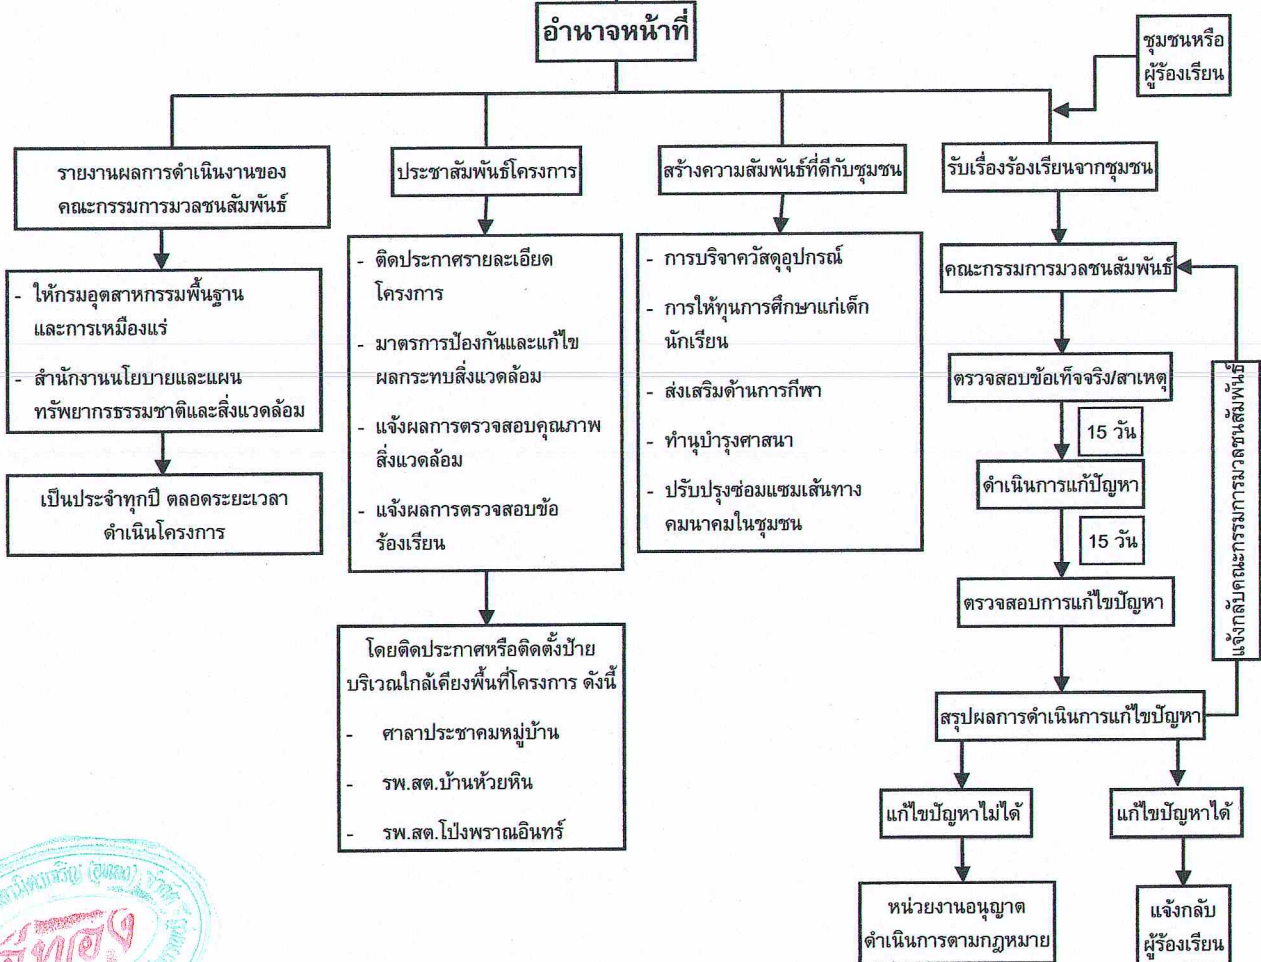 อำนาจหน้าที่
ชุมชนหรือ
ผู้ร้องเรียน
รายงานผลการดำเนินงานของ
คณะกรรมการมวลชนสัมพันธ์
- ให้กรมอุตสาหกรรมพื้นฐาน
และการเหมืองแร่
- สำนักงานนโยบายและแผน
ทรัพยากรธรรมชาติและสิ่งแวดล้อม
เป็นประจำทุกปี ตลอดระยะเวลา
ดำเนินโครงการ
ประชาสัมพันธ์โครงการ
- ติดประกาศรายละเอียด
โครงการ
- มาตรการป้องกันและแก้ไข
ผลกระทบสิ่งแวดล้อม
- แจ้งผลการตรวจสอบคุณภาพ
สิ่งแวดล้อม
- แจ้งผลการตรวจสอบข้อ
ร้องเรียน
โดยติดประกาศหรือติดตั้งป้าย
บริเวณใกล้เคียงพื้นที่โครงการ ดังนี้
- ศาลาประชาคมหมู่บ้าน
- รพ.สต.บ้านห้วยหิน
- รพ.สต.โป่งพราณอินทร์
สร้างความสัมพันธ์ที่ดีกับชุมชน
- การบริจาควัสดุอุปกรณ์
- การให้ทุนการศึกษาแก่เด็ก
นักเรียน
- ส่งเสริมด้านการกีฬา
- ทำนุบำรุงศาสนา
- ปรับปรุงซ่อมแซมเส้นทาง
คมนาคมในชุมชน
รับเรื่องร้องเรียนจากชุมชน
คณะกรรมการมวลชนสัมพันธ์
ตรวจสอบข้อเท็จจริง/สาเหตุ
15 วัน
ดำเนินการแก้ปัญหา
15 วัน
ตรวจสอบการแก้ไขปัญหา
แจ้งกลับคณะกรรมการมวลชนสัมพันธ์
สรุปผลการดำเนินการแก้ไขปัญหา
แก้ไขปัญหาไม่ได้
แก้ไขปัญหาได้
หน่วยงานอนุญาต
ดำเนินการตามกฎหมาย
แจ้งกลับ
ผู้ร้องเรียน